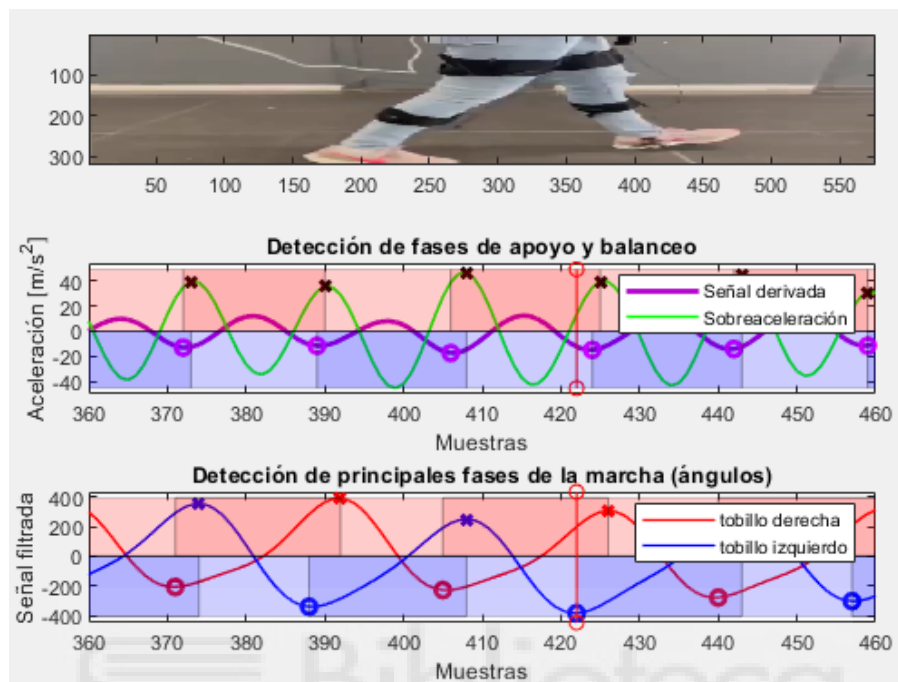 100
200
300
50 100 150 200 250 300 350 400 450 500 550
Detección de fases de apoyo y balanceo
Aceleración [m/s²]
40
20
0
-20
-40
Señal derivada
Sobreaceleración
360 370 380 390 400 410 420 430 440 450 460
Muestras
Detección de principales fases de la marcha (ángulos)
Señal filtrada
400
200
0
-200
-400
tobillo derecha
tobillo izquierdo
360 370 380 390 400 410 420 430 440 450 460
Muestras
Biblioteca